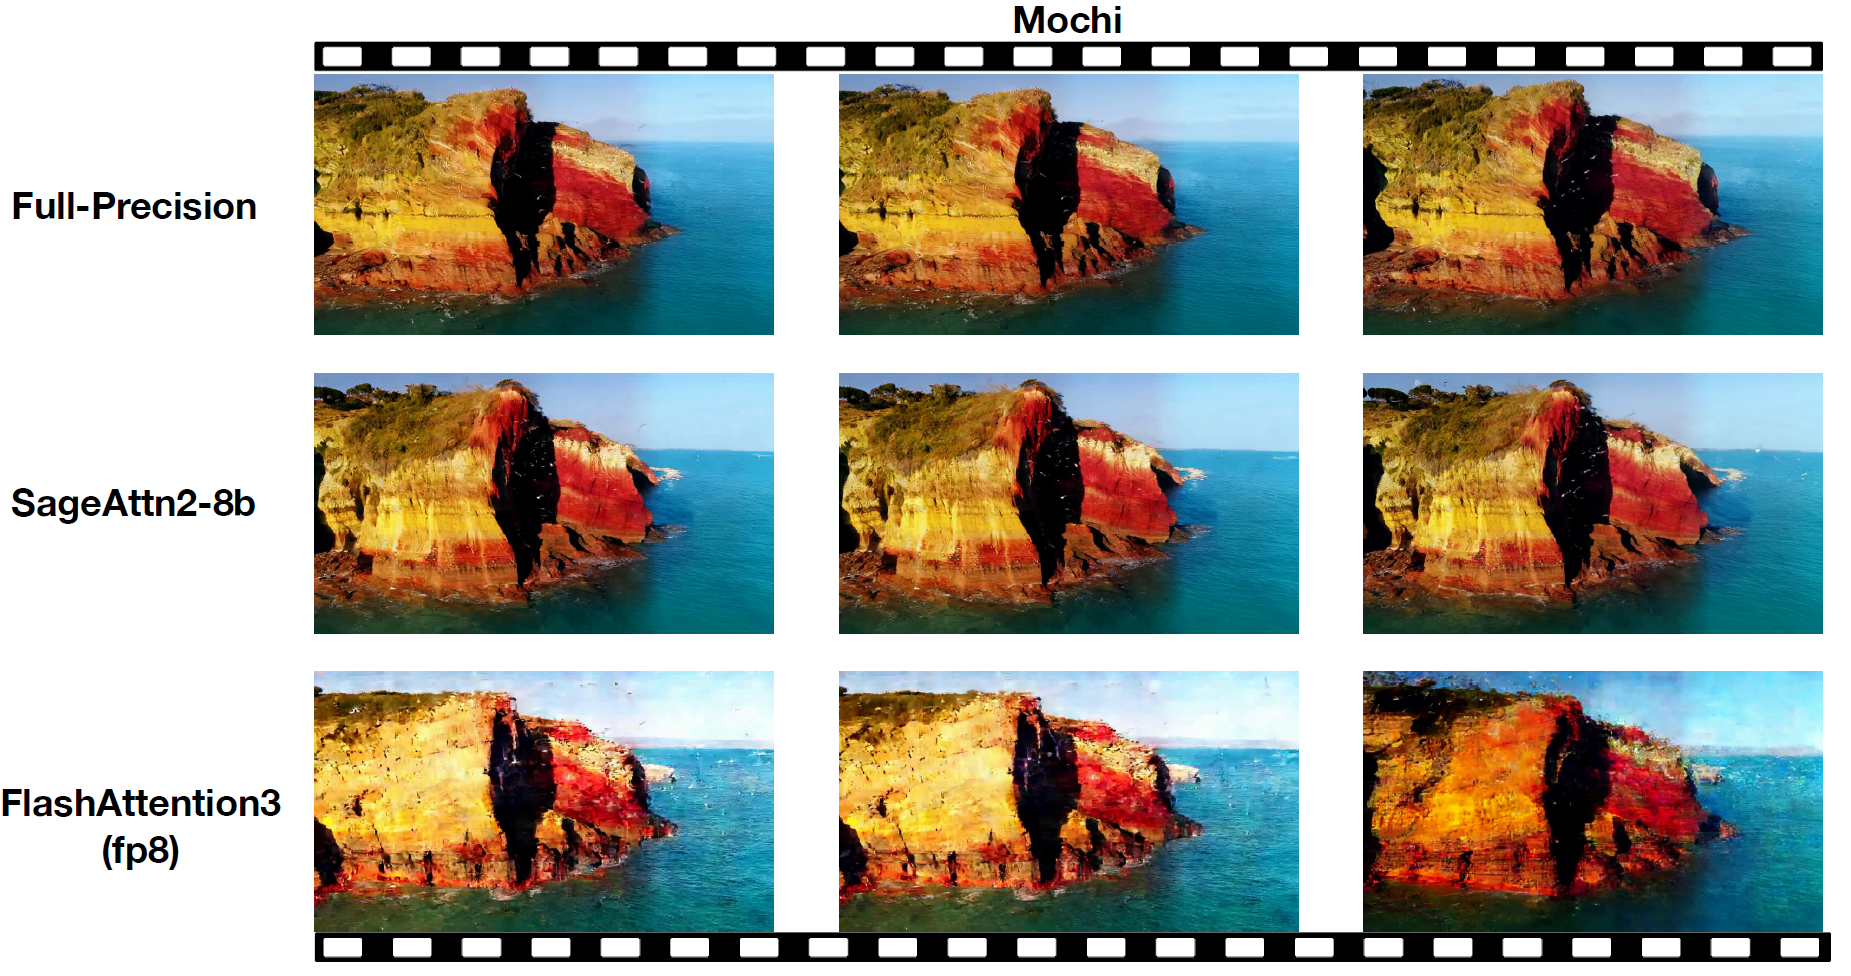 Mochi
Full-Precision
SageAttn2-8b
FlashAttention3
(fp8)